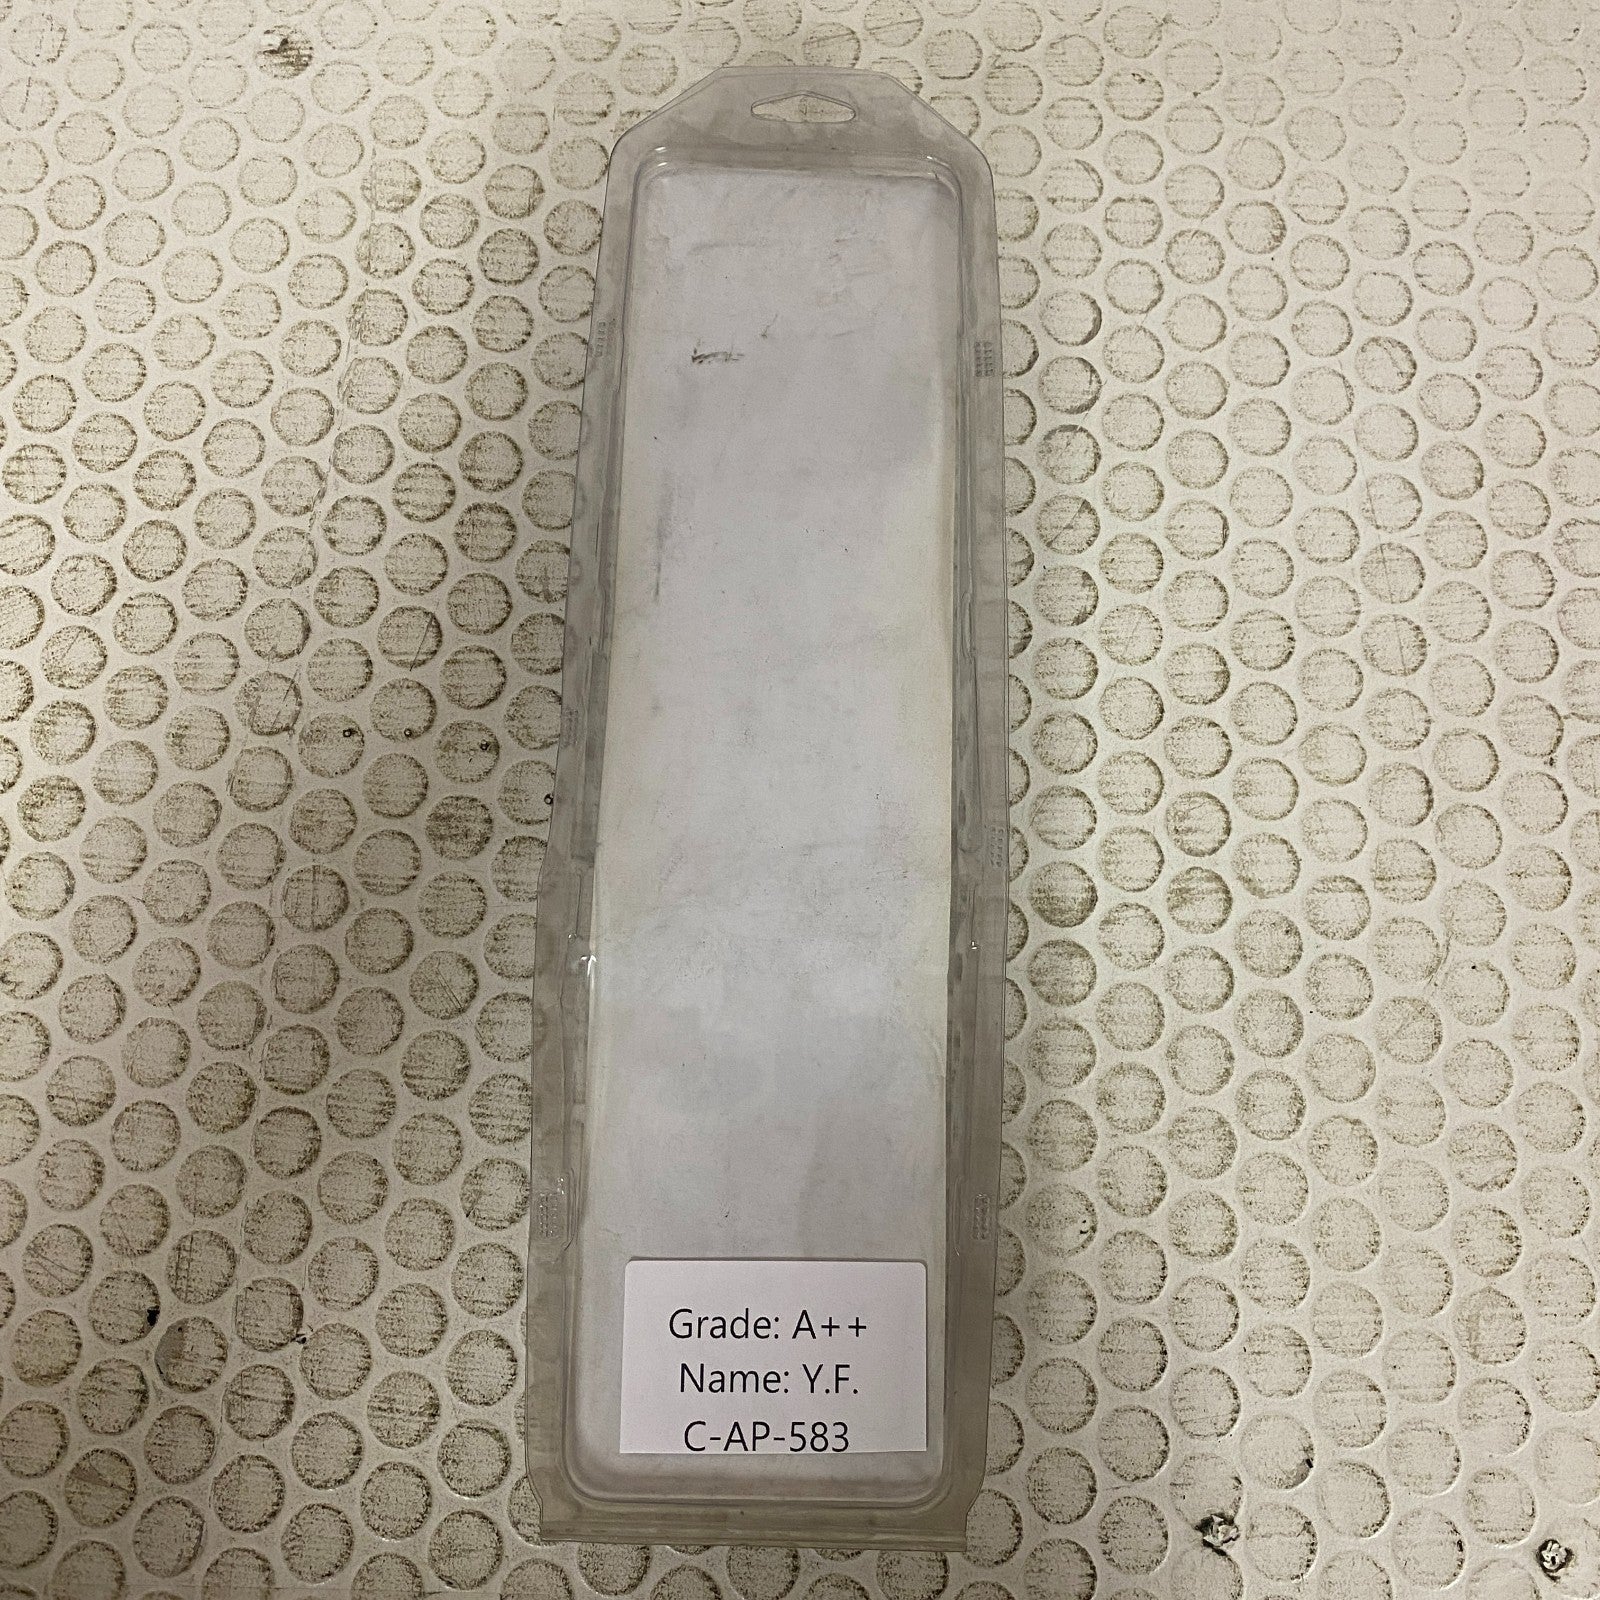 Grade: A++
Name: Y.F.
C-AP-583